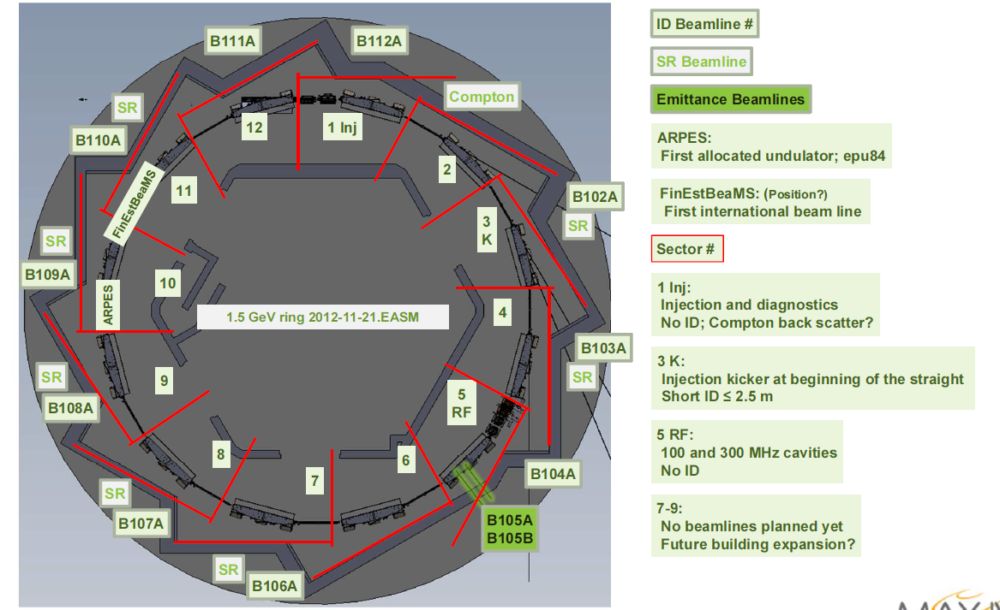 B111A
B112A
SR
Compton
B110A
12
1 Inj
2
11
FinEstBeaMS
B102A
3
K
SR
SR
B109A
10
ARPES
4
1.5 GeV ring 2012-11-21.EASM
B103A
SR
SR
9
B108A
5
RF
8
7
6
B104A
SR
B107A
B105A
B105B
SR
B106A
ID Beamline #
SR Beamline
Emittance Beamlines
ARPES:
First allocated undulator; epu84
FinEstBeaMS: (Position?)
First international beam line
Sector #
1 Inj:
Injection and diagnostics
No ID; Compton back scatter?
3 K:
Injection kicker at beginning of the straight
Short ID ≤ 2.5 m
5 RF:
100 and 300 MHz cavities
No ID
7-9:
No beamlines planned yet
Future building expansion?